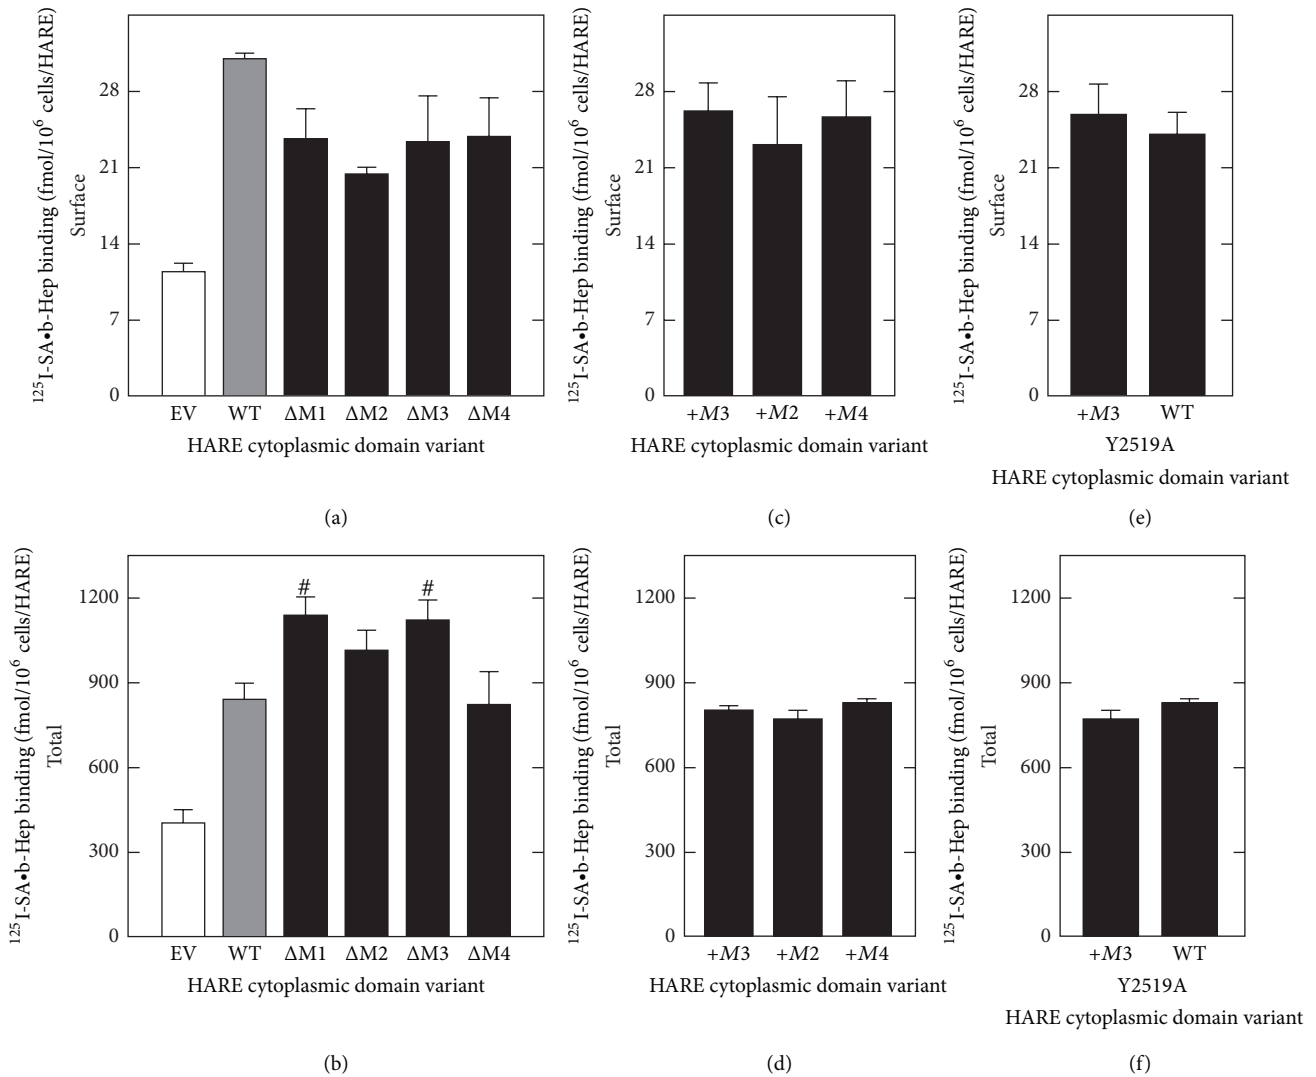 ¹²⁵I-SA•b-Hep binding (fmol/10⁶ cells/HARE)
Surface
28
21
14
7
0
EV WT ΔM1 ΔM2 ΔM3 ΔM4
HARE cytoplasmic domain variant
(a)
¹²⁵I-SA•b-Hep binding (fmol/10⁶ cells/HARE)
Surface
28
21
14
7
0
+M3 +M2 +M4
HARE cytoplasmic domain variant
(c)
¹²⁵I-SA•b-Hep binding (fmol/10⁶ cells/HARE)
Surface
28
21
14
7
0
+M3 WT
Y2519A
HARE cytoplasmic domain variant
(e)
¹²⁵I-SA•b-Hep binding (fmol/10⁶ cells/HARE)
Total
1200
900
600
300
0
# #
EV WT ΔM1 ΔM2 ΔM3 ΔM4
HARE cytoplasmic domain variant
(b)
¹²⁵I-SA•b-Hep binding (fmol/10⁶ cells/HARE)
Total
1200
900
600
300
0
+M3 +M2 +M4
HARE cytoplasmic domain variant
(d)
¹²⁵I-SA•b-Hep binding (fmol/10⁶ cells/HARE)
Total
1200
900
600
300
0
+M3 WT
Y2519A
HARE cytoplasmic domain variant
(f)